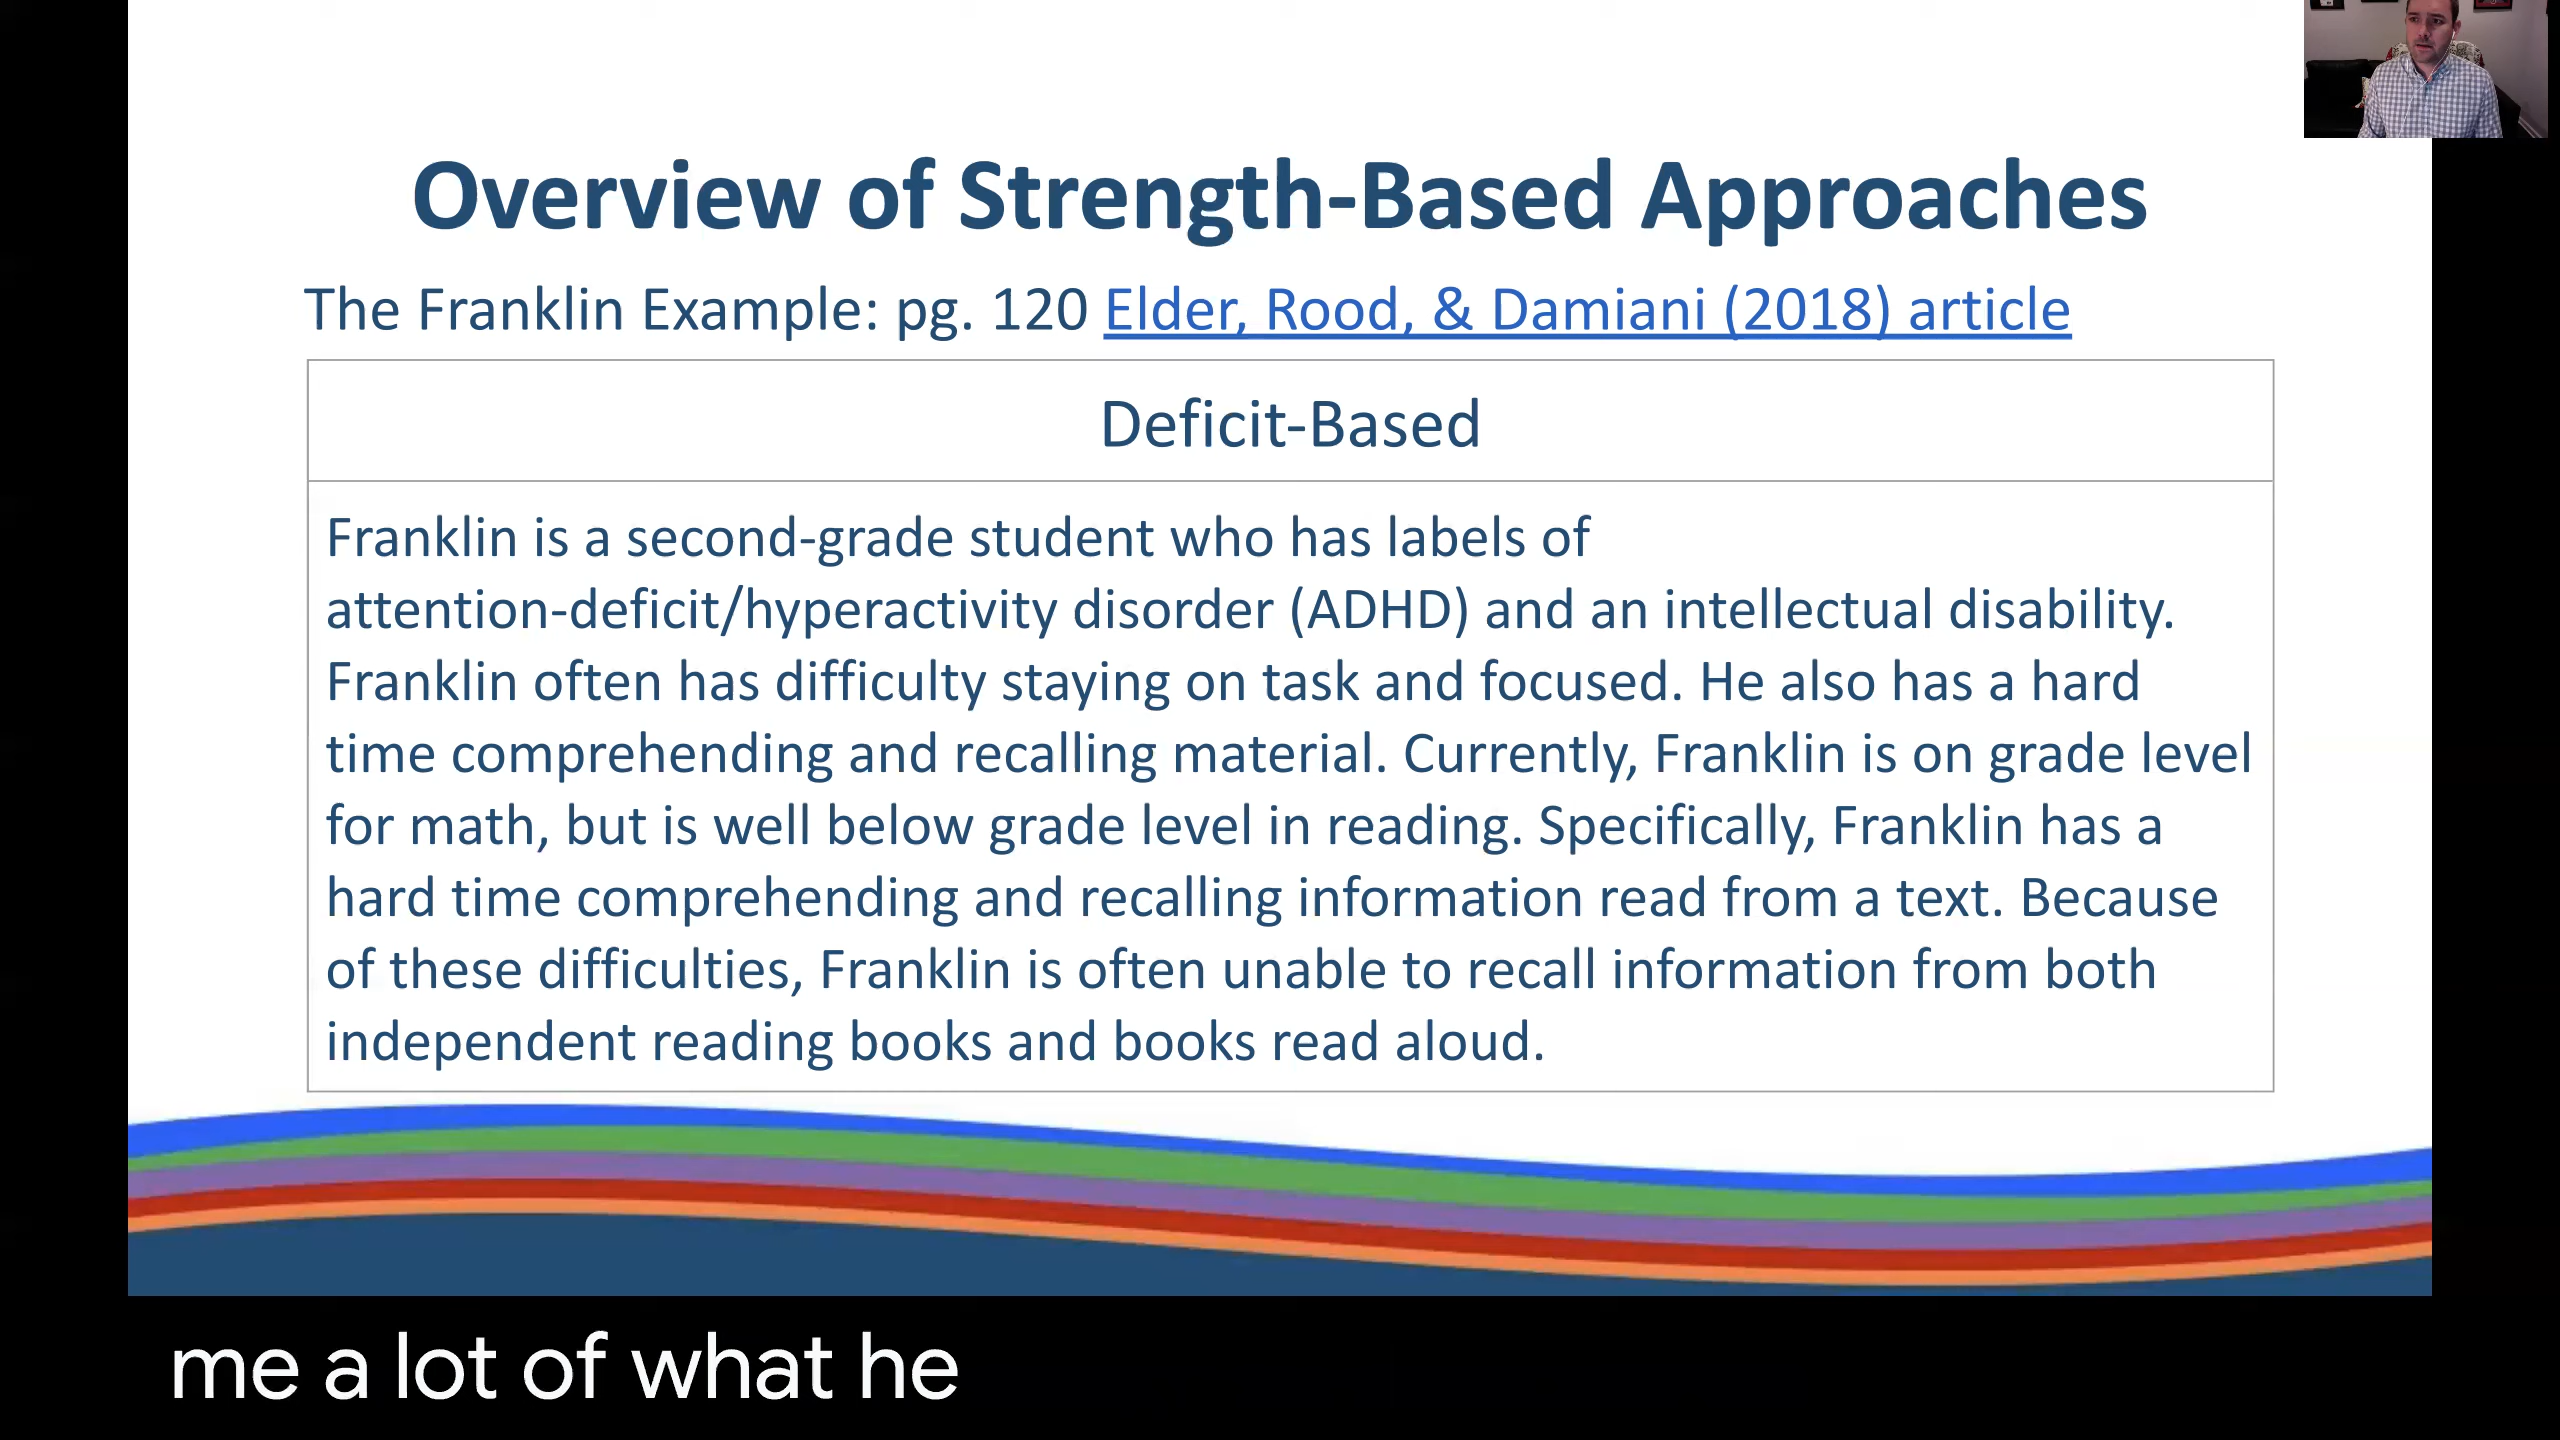 Overview of Strength-Based Approaches
The Franklin Example: pg. 120 Elder, Rood, & Damiani (2018) article
Deficit-Based
Franklin is a second-grade student who has labels of
attention-deficit/hyperactivity disorder (ADHD) and an intellectual disability.
Franklin often has difficulty staying on task and focused. He also has a hard
time comprehending and recalling material. Currently, Franklin is on grade level
for math, but is well below grade level in reading. Specifically, Franklin has a
hard time comprehending and recalling information read from a text. Because
of these difficulties, Franklin is often unable to recall information from both
independent reading books and books read aloud.
me a lot of what he